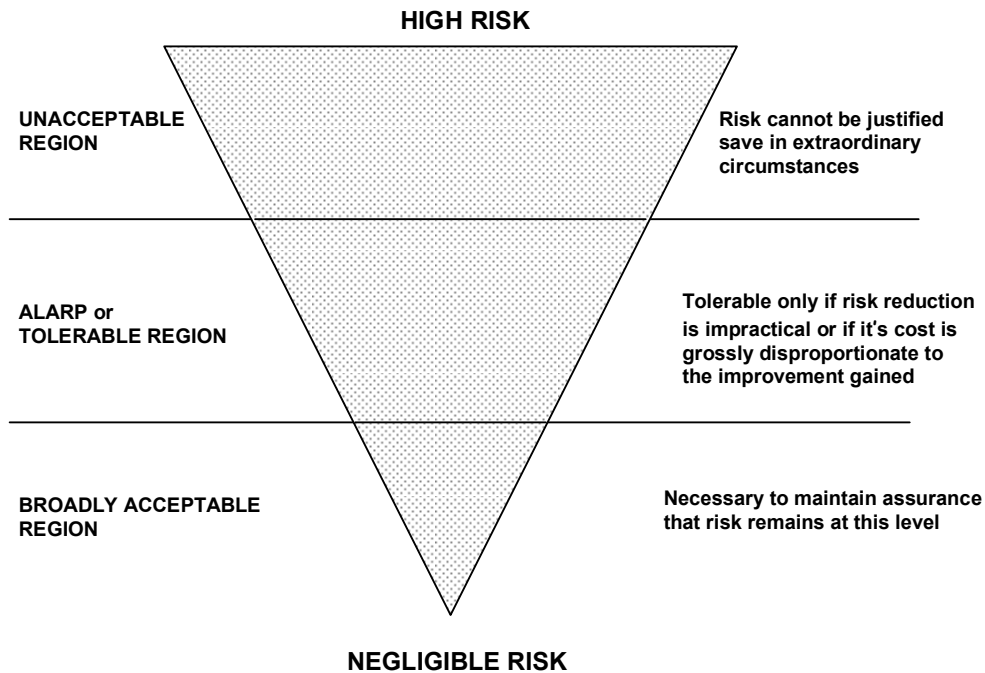 HIGH RISK
UNACCEPTABLE
REGION
Risk cannot be justified
save in extraordinary
circumstances
ALARP or
TOLERABLE REGION
Tolerable only if risk reduction
is impractical or if it's cost is
grossly disproportionate to
the improvement gained
BROADLY ACCEPTABLE
REGION
Necessary to maintain assurance
that risk remains at this level
NEGLIGIBLE RISK